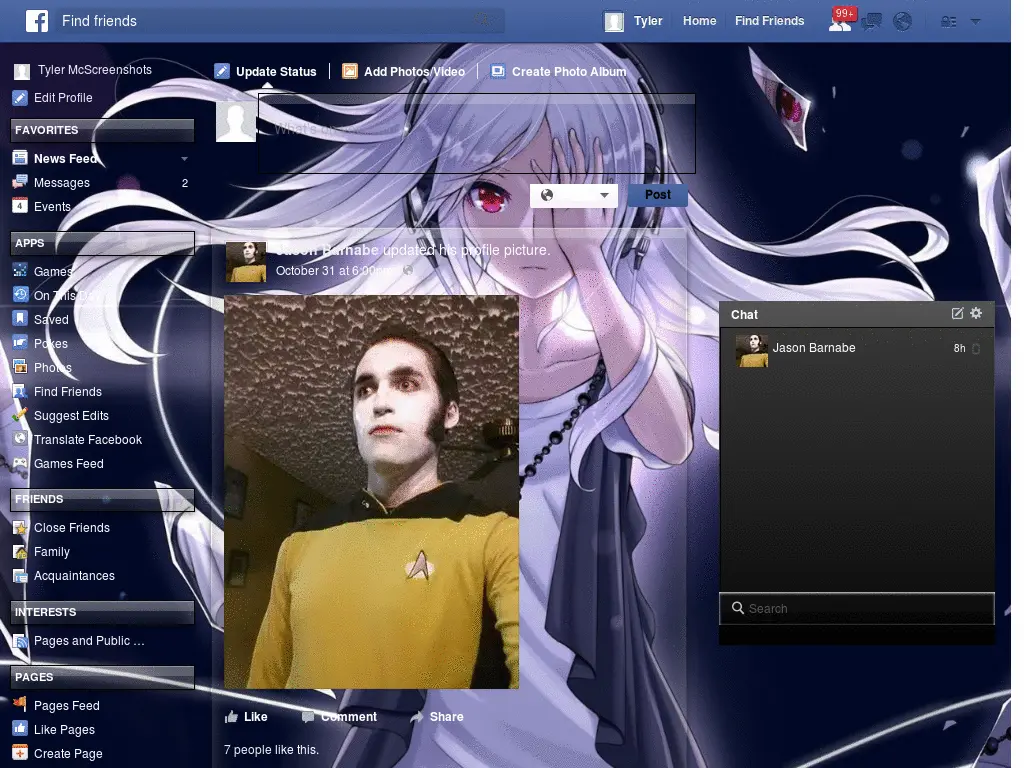 Find friends
Tyler
Home
Find Friends
99+
Tyler McScreenshots
Edit Profile
FAVORITES
News Feed
Messages
2
4
Events
APPS
Games
On This Day
Saved
Pokes
Photos
Find Friends
Suggest Edits
Translate Facebook
Games Feed
FRIENDS
Close Friends
Family
Acquaintances
INTERESTS
Pages and Public ...
PAGES
Pages Feed
Like Pages
Create Page
Update Status
Add Photos/Video
Create Photo Album
What's on
Post
Jason Barnabe updated his profile picture.
October 31 at 6:00
Like
Comment
Share
7 people like this.
Chat
Jason Barnabe
8h
Search